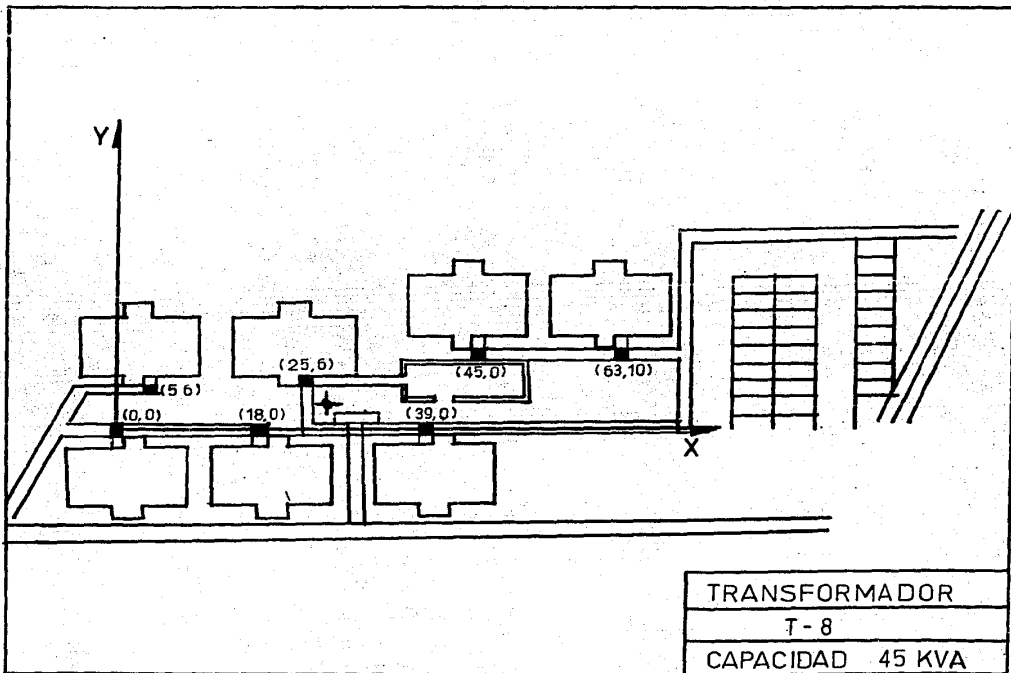 Y
(25,6)
(45,0)
(63,10)
(5 6)
(0,0)
(18,0)
(39,0)
X
TRANSFORMADOR
T-8
CAPACIDAD 45 KVA